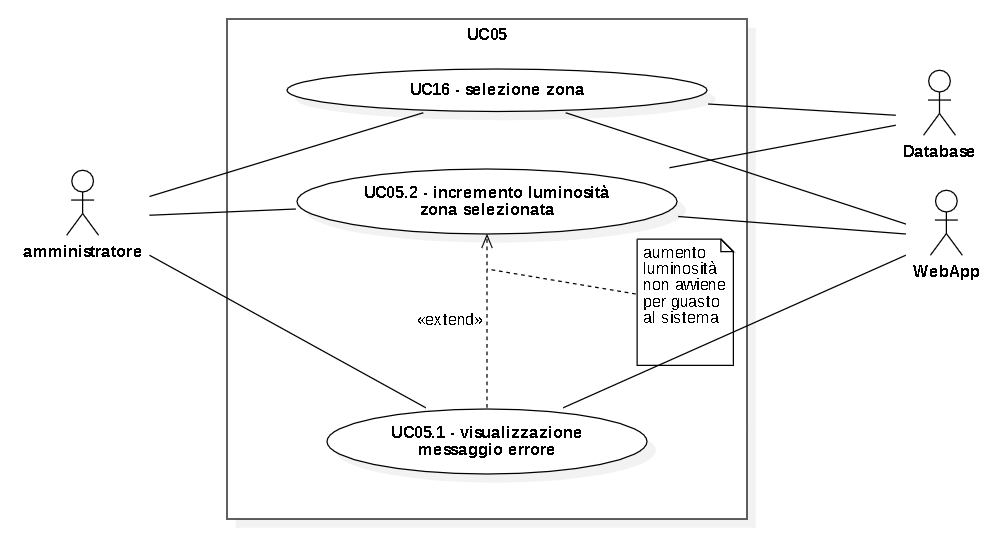 UC05
UC16 - selezione zona
Database
UC05.2 - incremento luminosità
zona selezionata
amministratore
WebApp
aumento
luminosità
non avviene
per guasto
al sistema
«extend»
UC05.1 - visualizzazione
messaggio errore